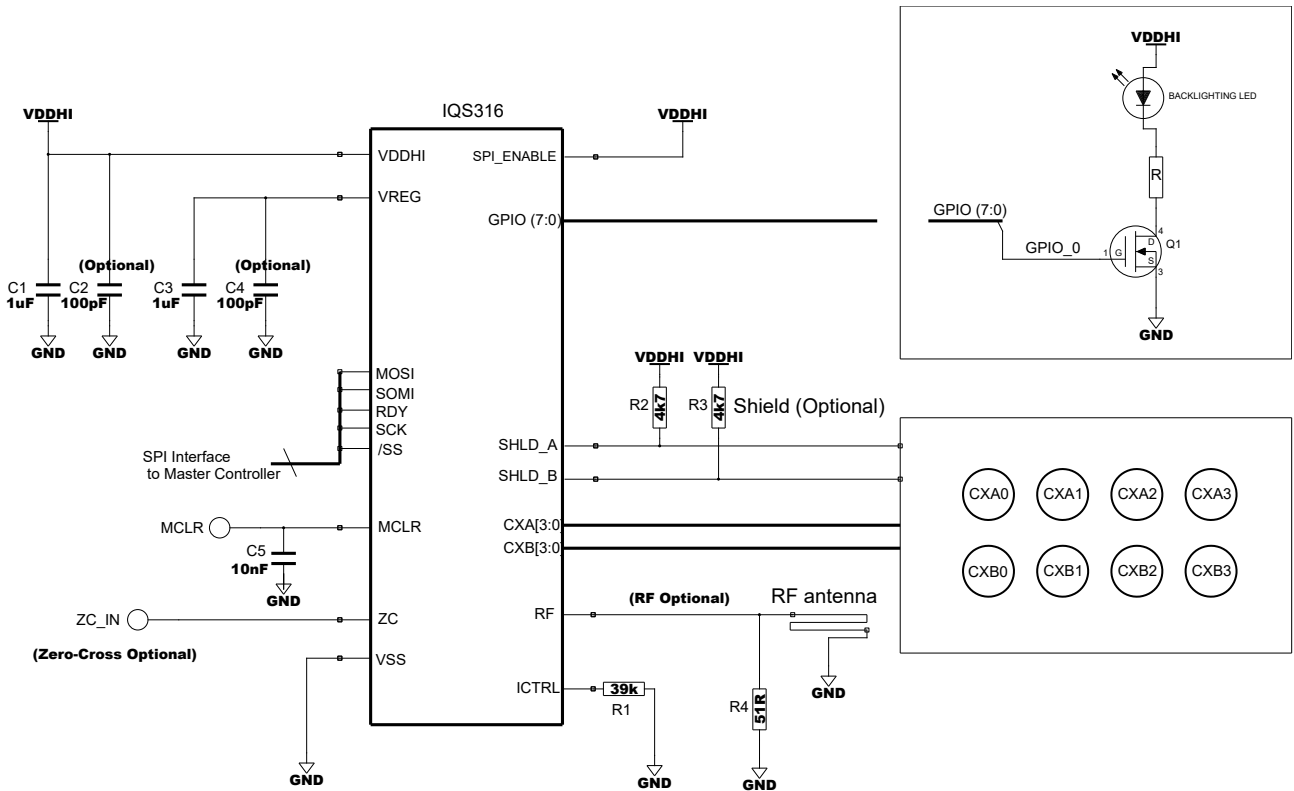 IQS316
VDDHI
VDDHI
VREG
(Optional)
(Optional)
C1
1uF
C2
100pF
C3
1uF
C4
100pF
GND
GND
GND
GND
MOSI
SOMI
RDY
SCK
/SS
SPI Interface
to Master Controller
MCLR
MCLR
C5
10nF
GND
ZC_IN
ZC
(Zero-Cross Optional)
VSS
GND
VDDHI
SPI_ENABLE
GPIO (7:0)
VDDHI
VDDHI
R2
4k7
R3
4k7
Shield (Optional)
SHLD_A
SHLD_B
CXA[3:0]
CXB[3:0]
RF
(RF Optional)
RF antenna
GND
ICTRL
39k
R1
GND
R4
51R
GND
VDDHI
BACKLIGHTING LED
R
GPIO (7:0)
GPIO_0
1
G
D
S
4
3
Q1
GND
CXA0
CXA1
CXA2
CXA3
CXB0
CXB1
CXB2
CXB3